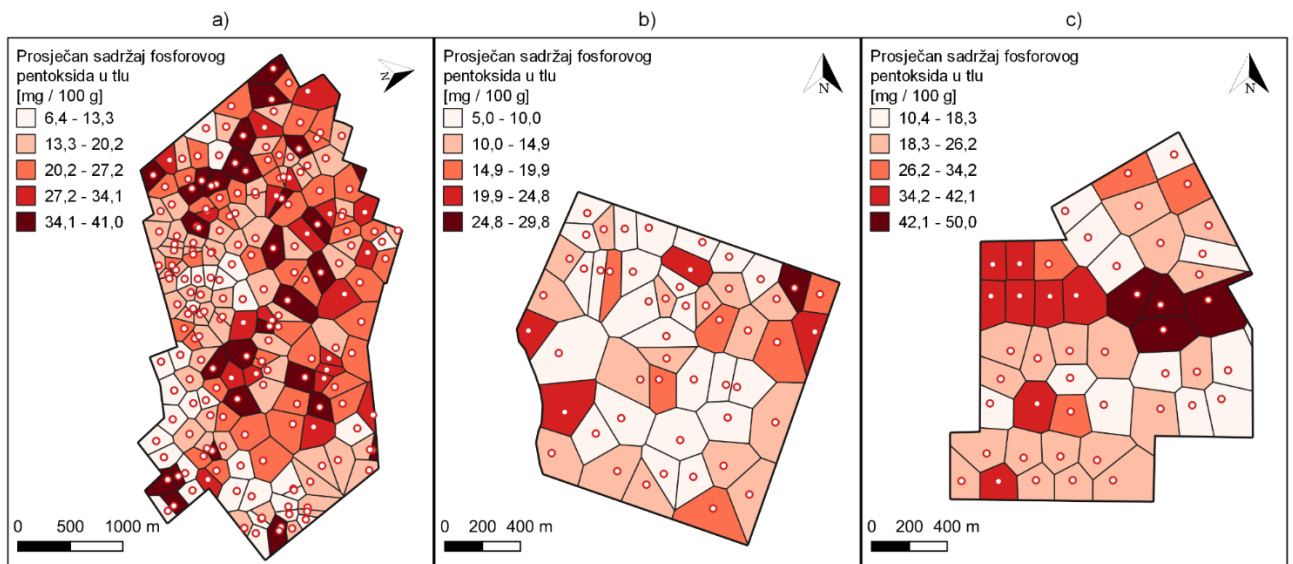 a)
Prosječan sadržaj fosforovog
pentoksida u tlu
[mg / 100 g]
6,4 - 13,3
13,3 - 20,2
20,2 - 27,2
27,2 - 34,1
34,1 - 41,0
N
0 500 1000 m
b)
Prosječan sadržaj fosforovog
pentoksida u tlu
[mg / 100 g]
5,0 - 10,0
10,0 - 14,9
14,9 - 19,9
19,9 - 24,8
24,8 - 29,8
N
0 200 400 m
c)
Prosječan sadržaj fosforovog
pentoksida u tlu
[mg / 100 g]
10,4 - 18,3
18,3 - 26,2
26,2 - 34,2
34,2 - 42,1
42,1 - 50,0
N
0 200 400 m